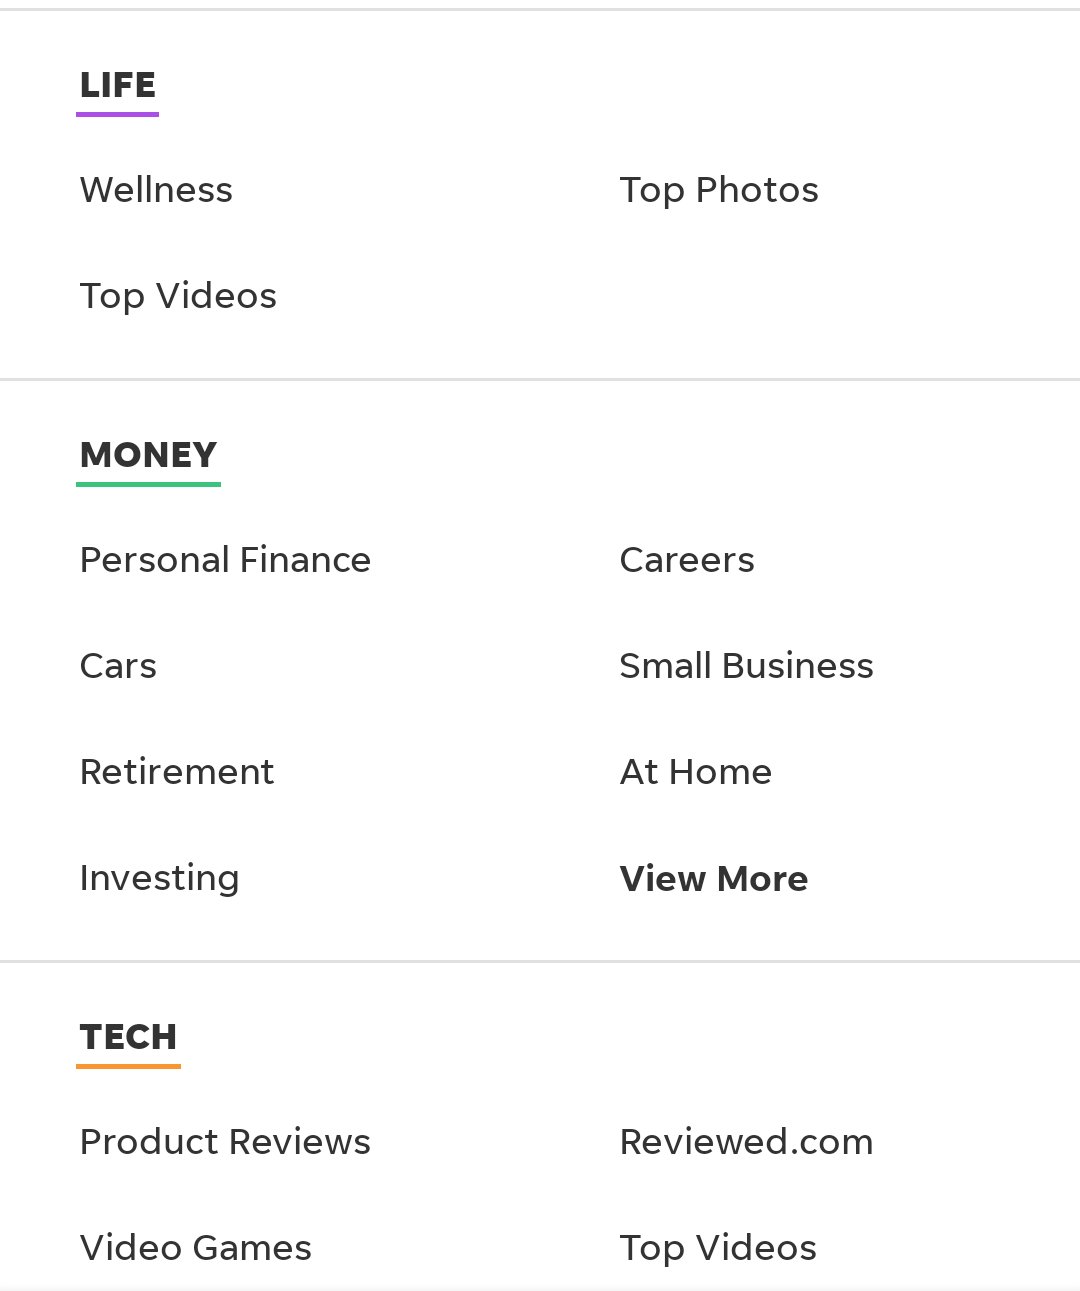 LIFE
Wellness
Top Photos
Top Videos
MONEY
Personal Finance
Careers
Cars
Small Business
Retirement
At Home
Investing
View More
TECH
Product Reviews
Reviewed.com
Video Games
Top Videos